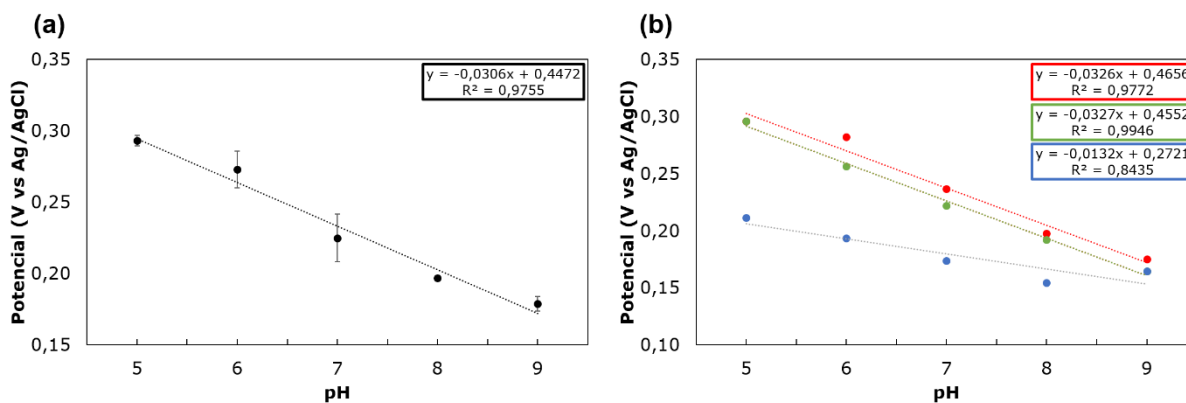 (a)
Potencial (V vs Ag/AgCl)
0,35
0,30
0,25
0,20
0,15
y = -0,0306x + 0,4472
R² = 0,9755
5 6 7 8 9
pH
(b)
Potencial (V vs Ag/AgCl)
0,35
0,30
0,25
0,20
0,15
0,10
y = -0,0326x + 0,4656
R² = 0,9772
y = -0,0327x + 0,4552
R² = 0,9946
y = -0,0132x + 0,2721
R² = 0,8435
5 6 7 8 9
pH